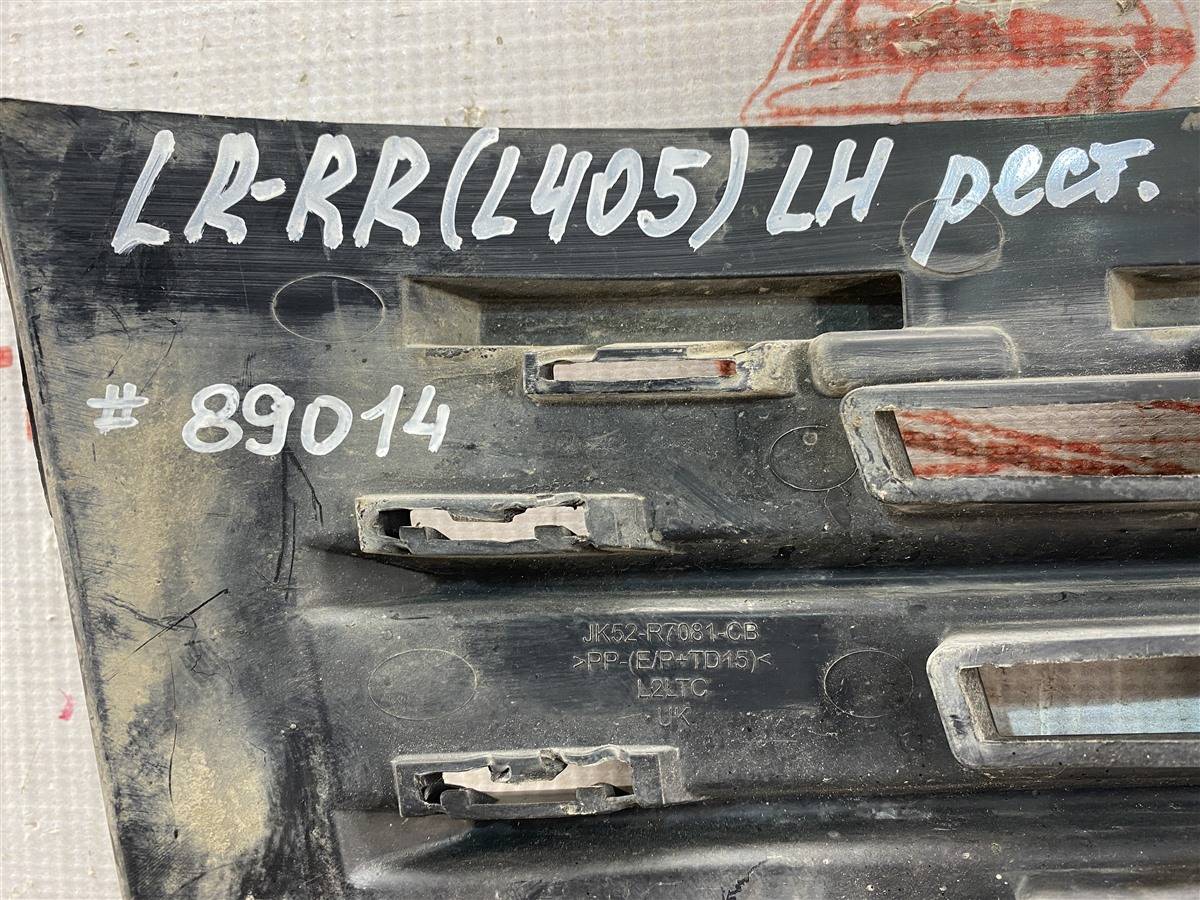 LR-RR(L405) LH рест.
# 89014
JK52-R7081-CB
>PP-(E/P+TD15)<
L2LTC
UK